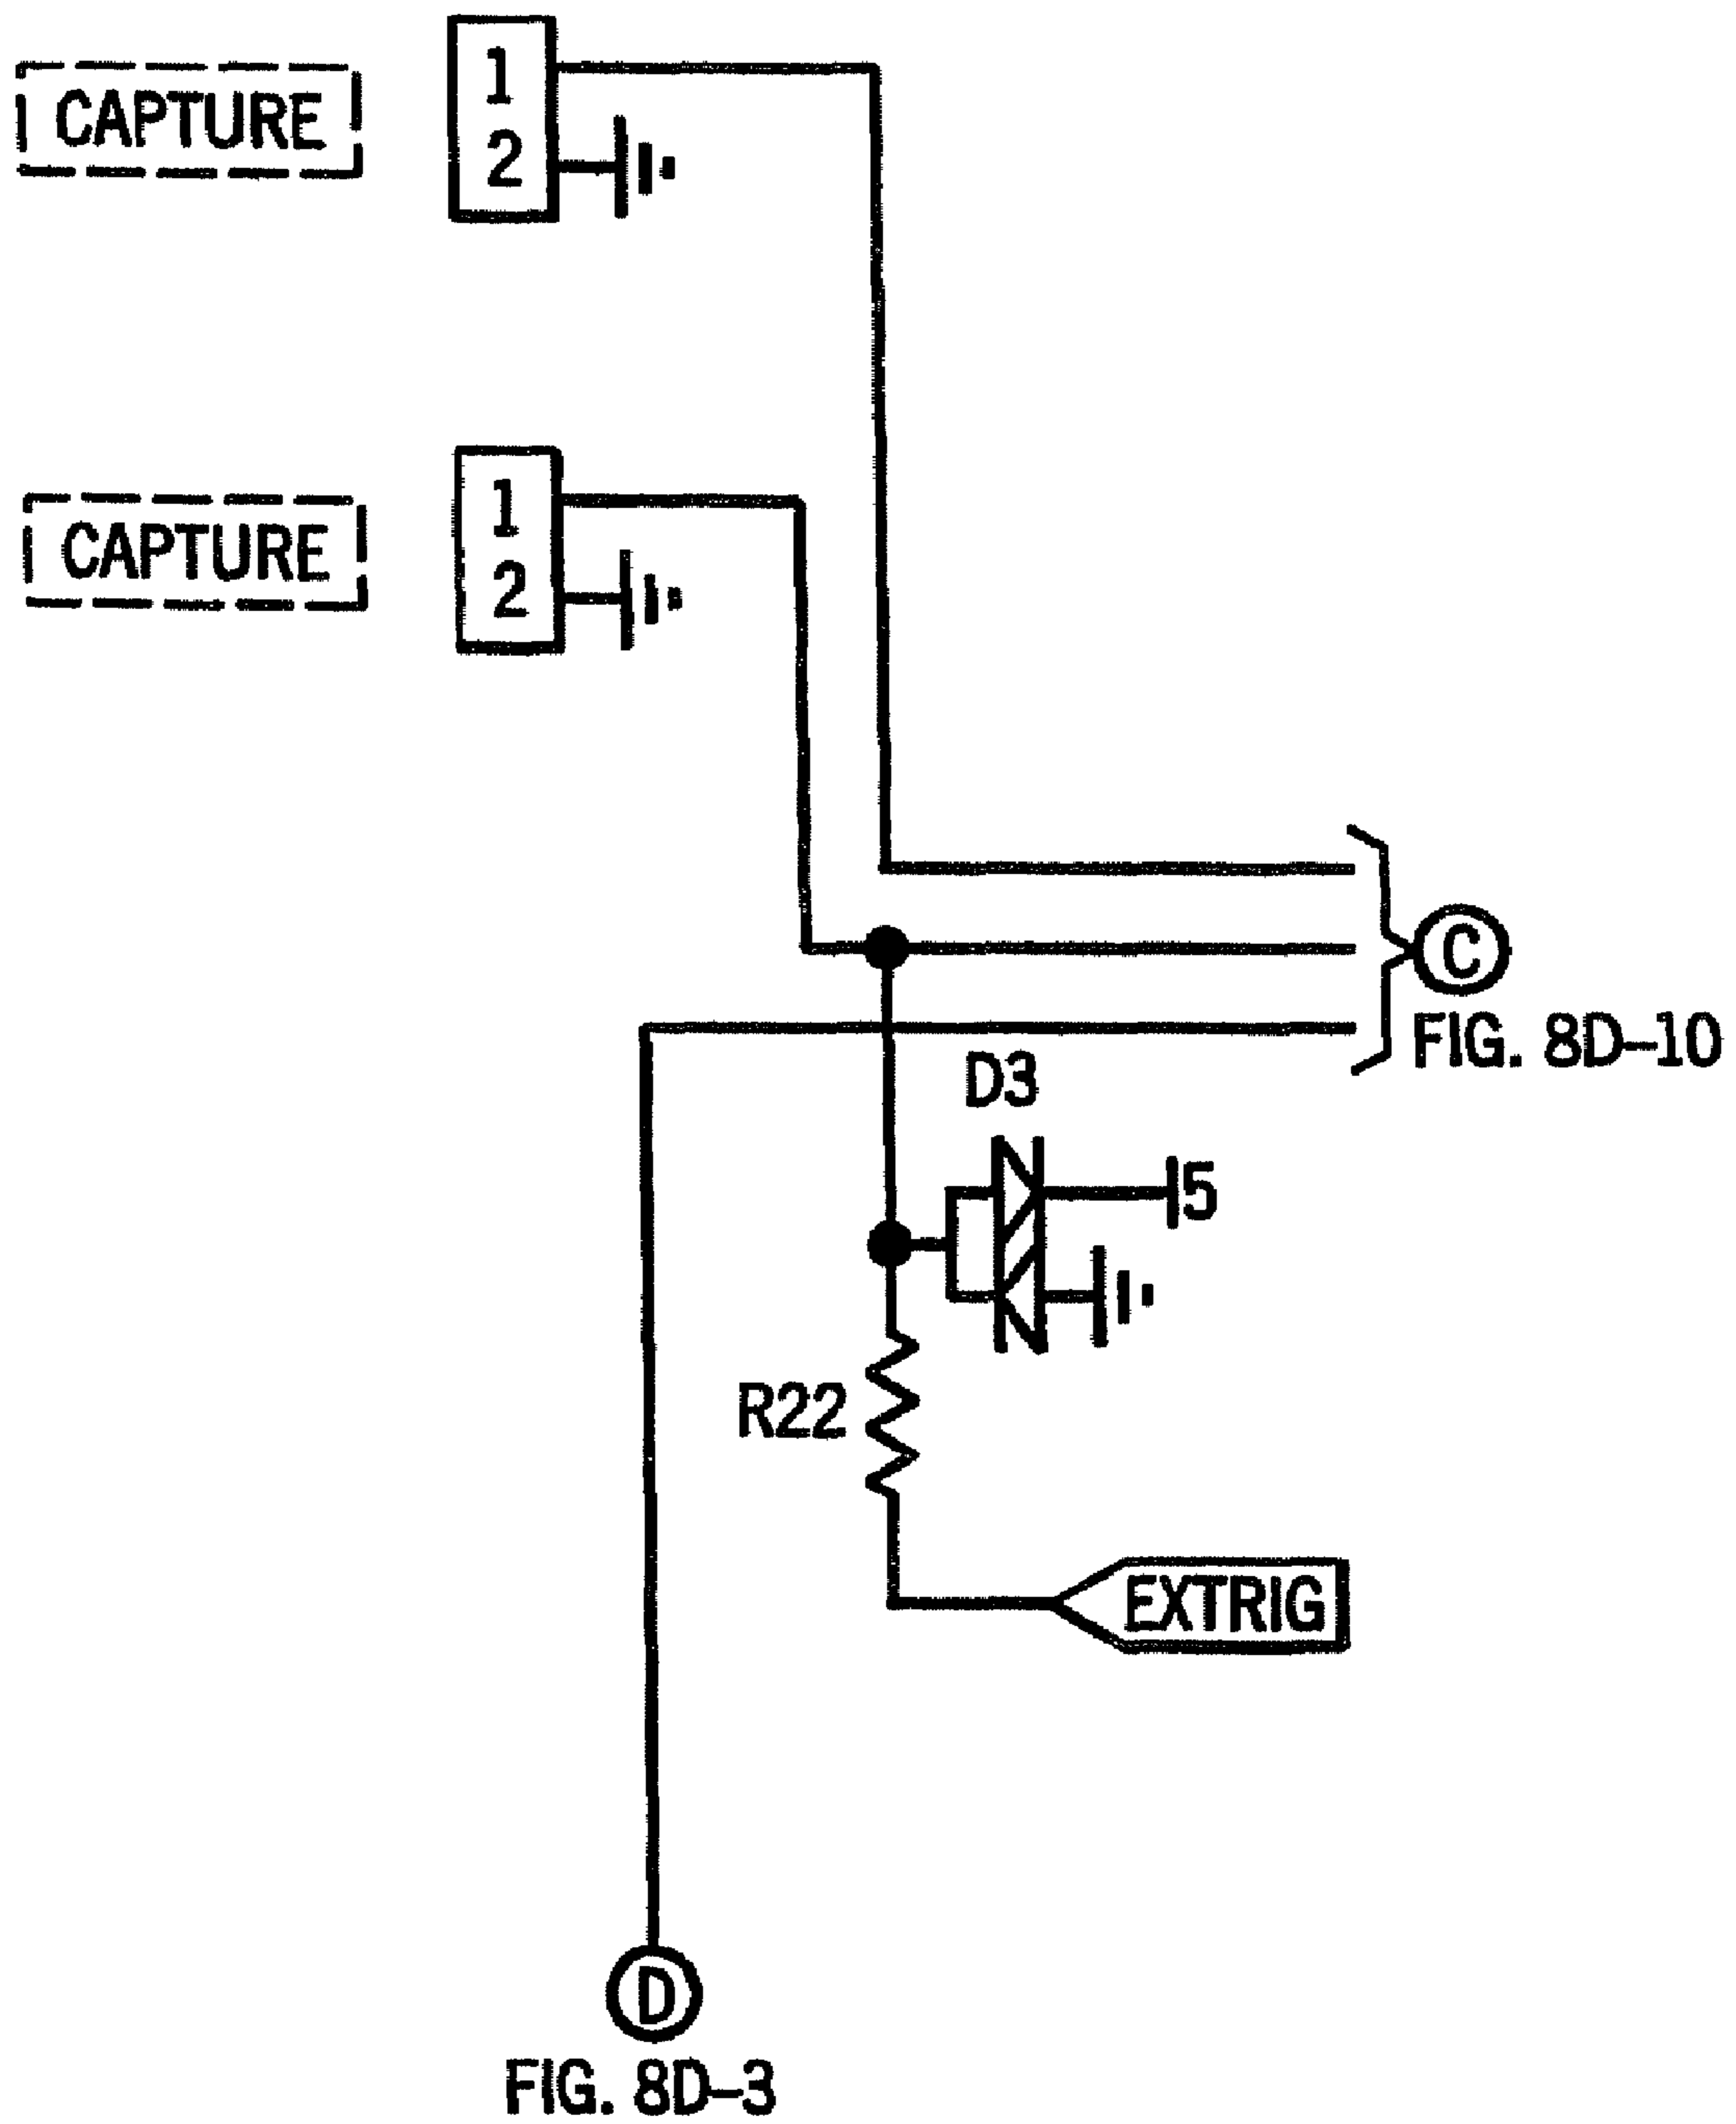 CAPTURE
1
2
CAPTURE
1
2
C
FIG. 8D-10
D3
5
R22
EXTRIG
D
FIG. 8D-3